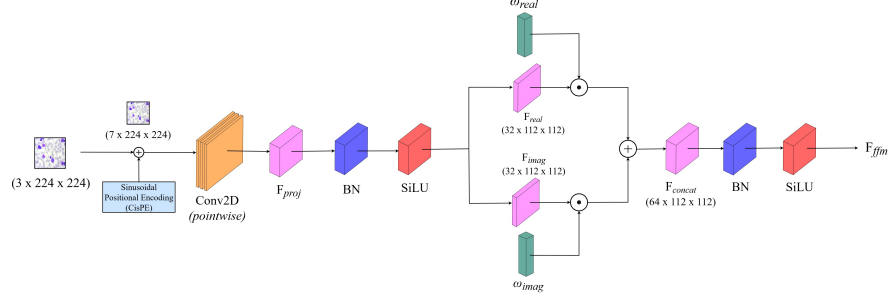 ω_real
F_real
(32 x 112 x 112)
(7 x 224 x 224)
(3 x 224 x 224)
Sinusoidal
Positional Encoding
(CisPE)
Conv2D
(pointwise)
F_proj
BN
SiLU
F_imag
(32 x 112 x 112)
ω_imag
F_concat
(64 x 112 x 112)
BN
SiLU
F_ffm